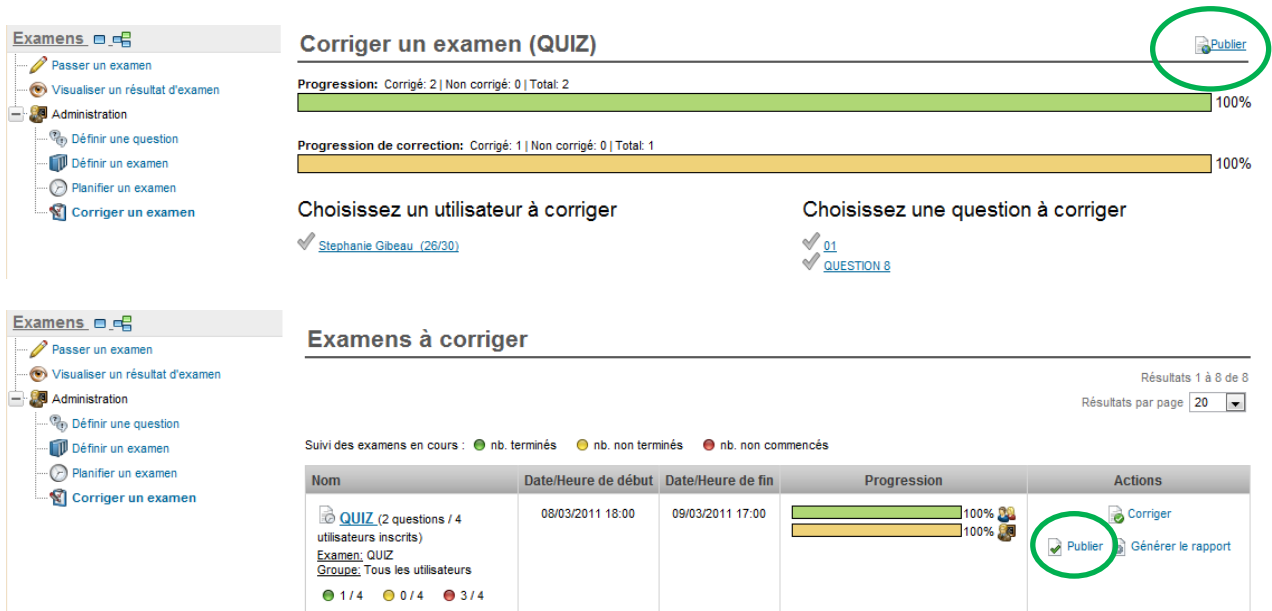 Examens
Passer un examen
Visualiser un résultat d'examen
Administration
Définir une question
Définir un examen
Planifier un examen
Corriger un examen
Corriger un examen (QUIZ)
Publier
Progression: Corrigé: 2 | Non corrigé: 0 | Total: 2
100%
Progression de correction: Corrigé: 1 | Non corrigé: 0 | Total: 1
100%
Choisissez un utilisateur à corriger
Stephanie Gibeau (26/30)
Choisissez une question à corriger
01
QUESTION 8
Examens
Passer un examen
Visualiser un résultat d'examen
Administration
Définir une question
Définir un examen
Planifier un examen
Corriger un examen
Examens à corriger
Résultats 1 à 8 de 8
Résultats par page 20
Suivi des examens en cours : nb. terminés nb. non terminés nb. non commencés
Nom Date/Heure de début Date/Heure de fin Progression Actions
QUIZ (2 questions / 4
utilisateurs inscrits)
Examen: QUIZ
Groupe: Tous les utilisateurs
1 / 4 0 / 4 3 / 4
08/03/2011 18:00
09/03/2011 17:00
100%
100%
Corriger
Publier Générer le rapport